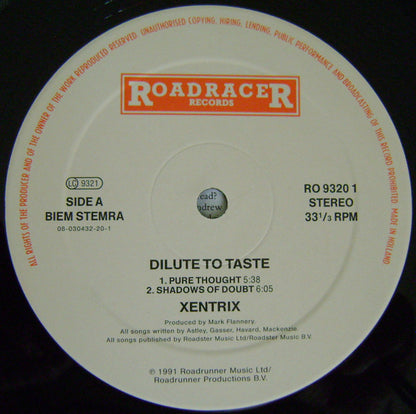 ALL RIGHTS OF THE PRODUCER AND OF THE OWNER OF THE WORK REPRODUCED RESERVED. UNAUTHORISED COPYING, HIRING, LENDING, PUBLIC PERFORMANCE AND BROADCASTING OF THIS RECORD PROHIBITED. MADE IN HOLLAND.
ROADRACER
RECORDS
LC 9321
SIDE A
BIEM STEMRA
08-030432-20-1
RO 9320 1
STEREO
33 1/3 RPM
DILUTE TO TASTE
1. PURE THOUGHT 5:38
2. SHADOWS OF DOUBT 6:05
XENTRIX
Produced by Mark Flannery.
All songs written by Astley, Gasser, Havard, Mackenzie.
All songs published by Roadster Music Ltd/Roadster Music B.V.
℗ 1991 Roadrunner Music Ltd/
Roadrunner Productions B.V.